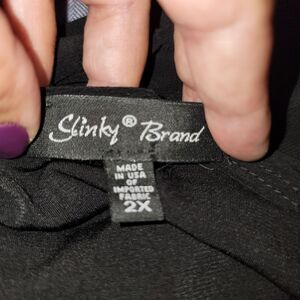 Slinky® Brand
MADE
IN USA
OF
IMPORTED
FABRIC
2X